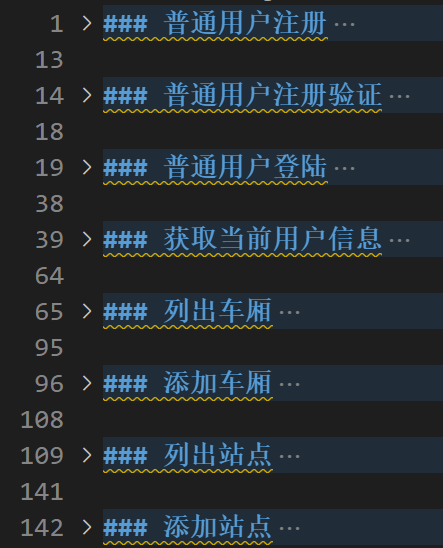 1 > ### 普通用户注册…
13
14 > ### 普通用户注册验证…
18
19 > ### 普通用户登陆…
38
39 > ### 获取当前用户信息…
64
65 > ### 列出车厢…
95
96 > ### 添加车厢…
108
109 > ### 列出站点…
141
142 > ### 添加站点…